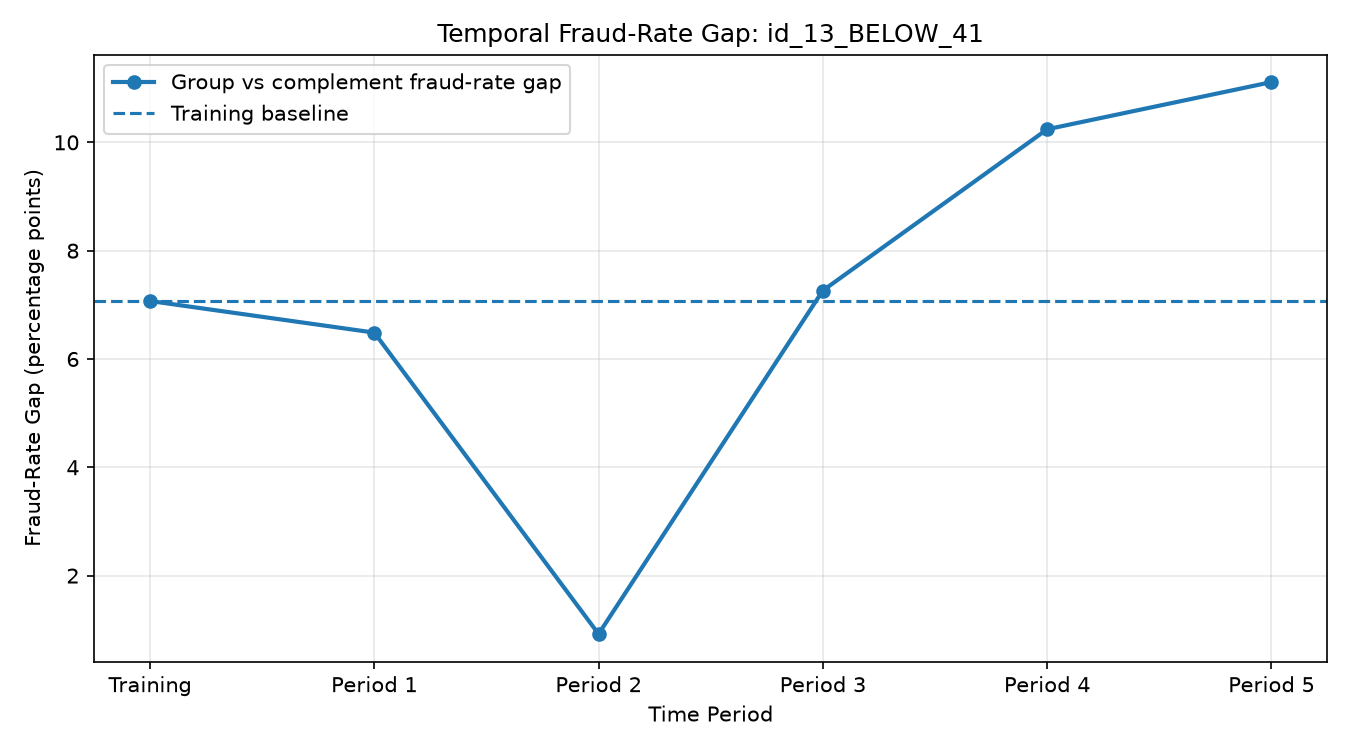 Temporal Fraud-Rate Gap: id_13_BELOW_41
Group vs complement fraud-rate gap
Training baseline
Fraud-Rate Gap (percentage points)
10
8
6
4
2
Training
Period 1
Period 2
Period 3
Period 4
Period 5
Time Period